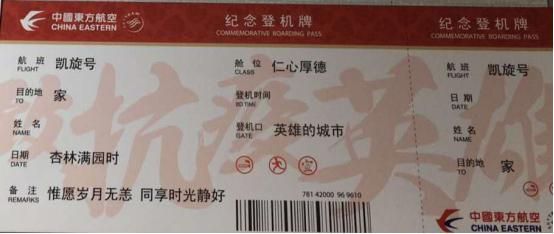 中國東方航空
CHINA EASTERN
纪念登机牌
COMMEMORATIVE BOARDING PASS
航班 凯旋号
FLIGHT
舱位 仁心厚德
CLASS
目的地 家
TO
登机时间
BD TIME
姓名
NAME
登机口 英雄的城市
GATE
日期 杏林满园时
DATE
备注 惟愿岁月无恙 同享时光静好
REMARKS
781 42000 96 9610
抗疫英雄
纪念登机牌
COMMEMORATIVE BOARDING PASS
航班 凯旋号
FLIGHT
日期
DATE
姓名
NAME
目的地 家
TO
中國東方航空
CHINA EASTERN